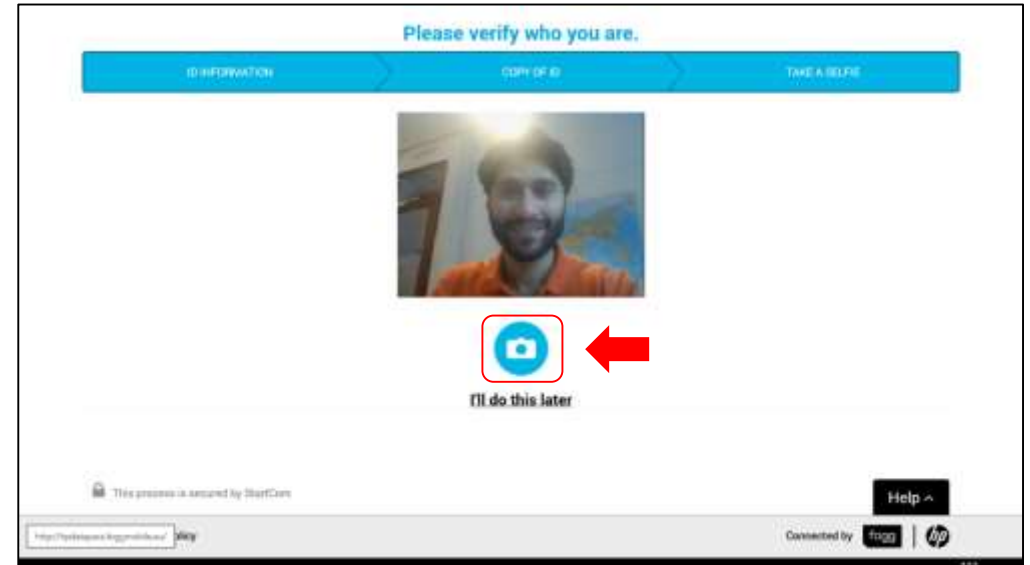 Please verify who you are.
ID INFORMATION
COPY OF ID
TAKE A SELFIE
I'll do this later
This process is secured by StartCom
Help
Connected by fogg hp